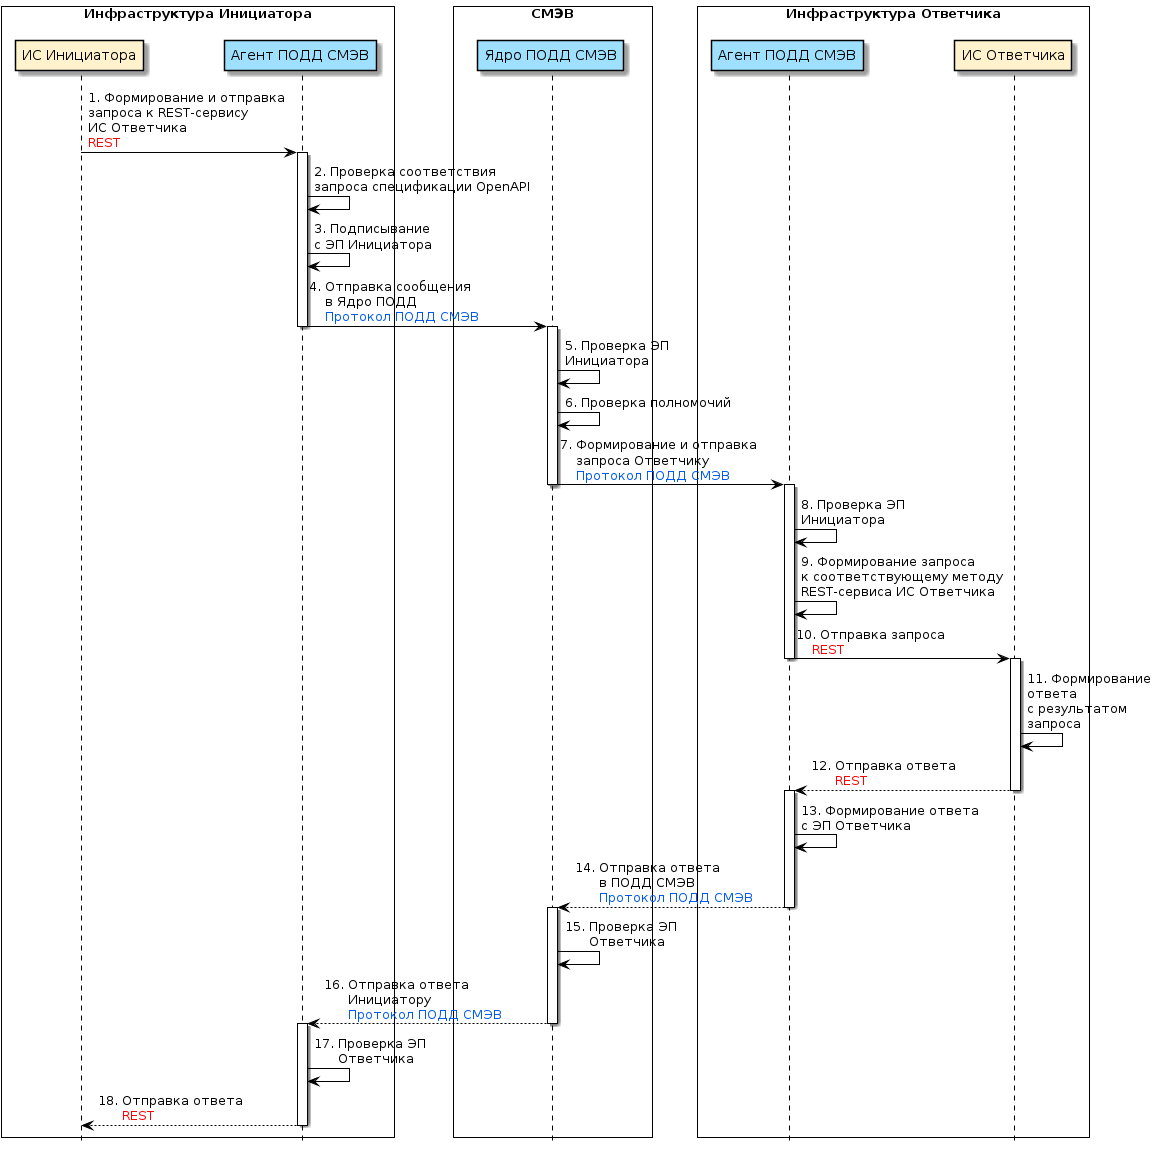 Инфраструктура Инициатора
СМЭВ
Инфраструктура Ответчика
ИС Инициатора
Агент ПОДД СМЭВ
Ядро ПОДД СМЭВ
Агент ПОДД СМЭВ
ИС Ответчика
1. Формирование и отправка
запроса к REST-сервису
ИС Ответчика
REST
2. Проверка соответствия
запроса спецификации OpenAPI
3. Подписывание
с ЭП Инициатора
4. Отправка сообщения
в Ядро ПОДД
Протокол ПОДД СМЭВ
5. Проверка ЭП
Инициатора
6. Проверка полномочий
7. Формирование и отправка
запроса Ответчику
Протокол ПОДД СМЭВ
8. Проверка ЭП
Инициатора
9. Формирование запроса
к соответствующему методу
REST-сервиса ИС Ответчика
10. Отправка запроса
REST
11. Формирование
ответа
с результатом
запроса
12. Отправка ответа
REST
13. Формирование ответа
с ЭП Ответчика
14. Отправка ответа
в ПОДД СМЭВ
Протокол ПОДД СМЭВ
15. Проверка ЭП
Ответчика
16. Отправка ответа
Инициатору
Протокол ПОДД СМЭВ
17. Проверка ЭП
Ответчика
18. Отправка ответа
REST